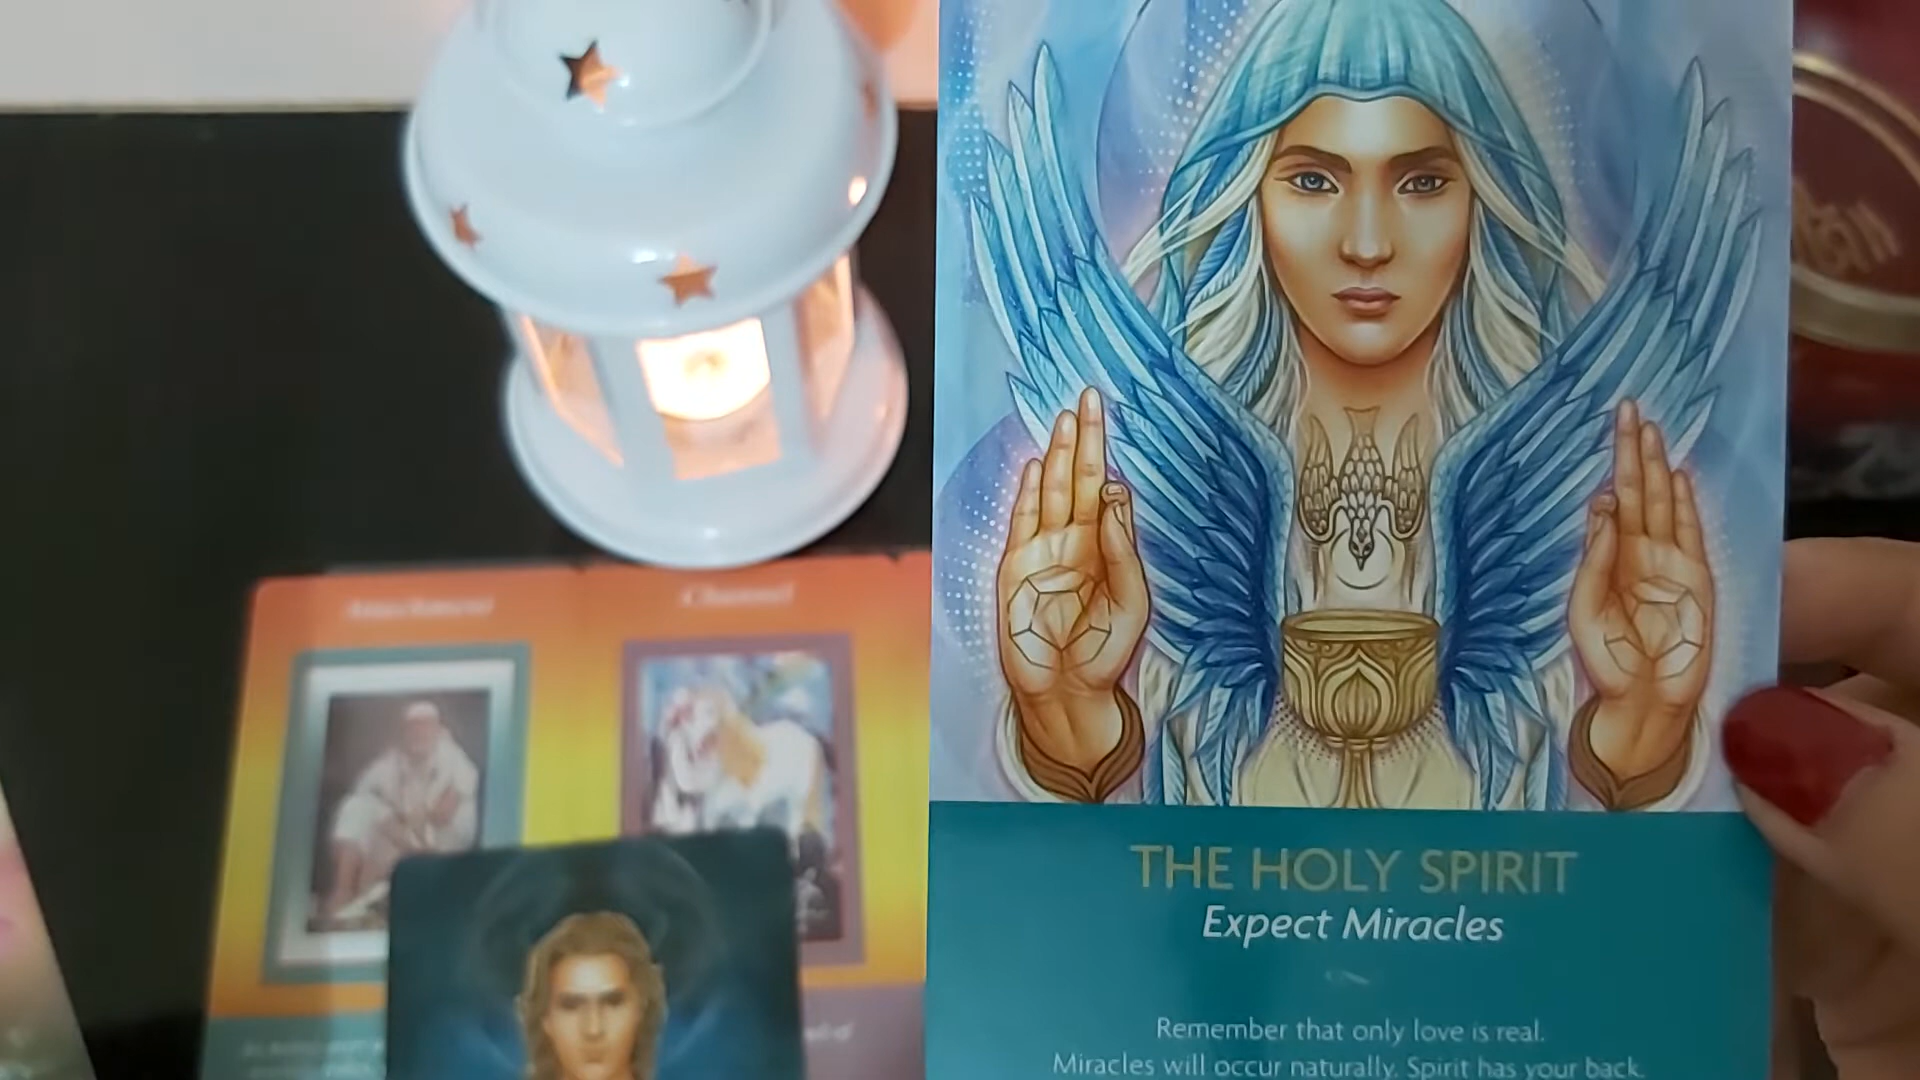 Channel
THE HOLY SPIRIT
Expect Miracles
Remember that only love is real.
Miracles will occur naturally. Spirit has your back.